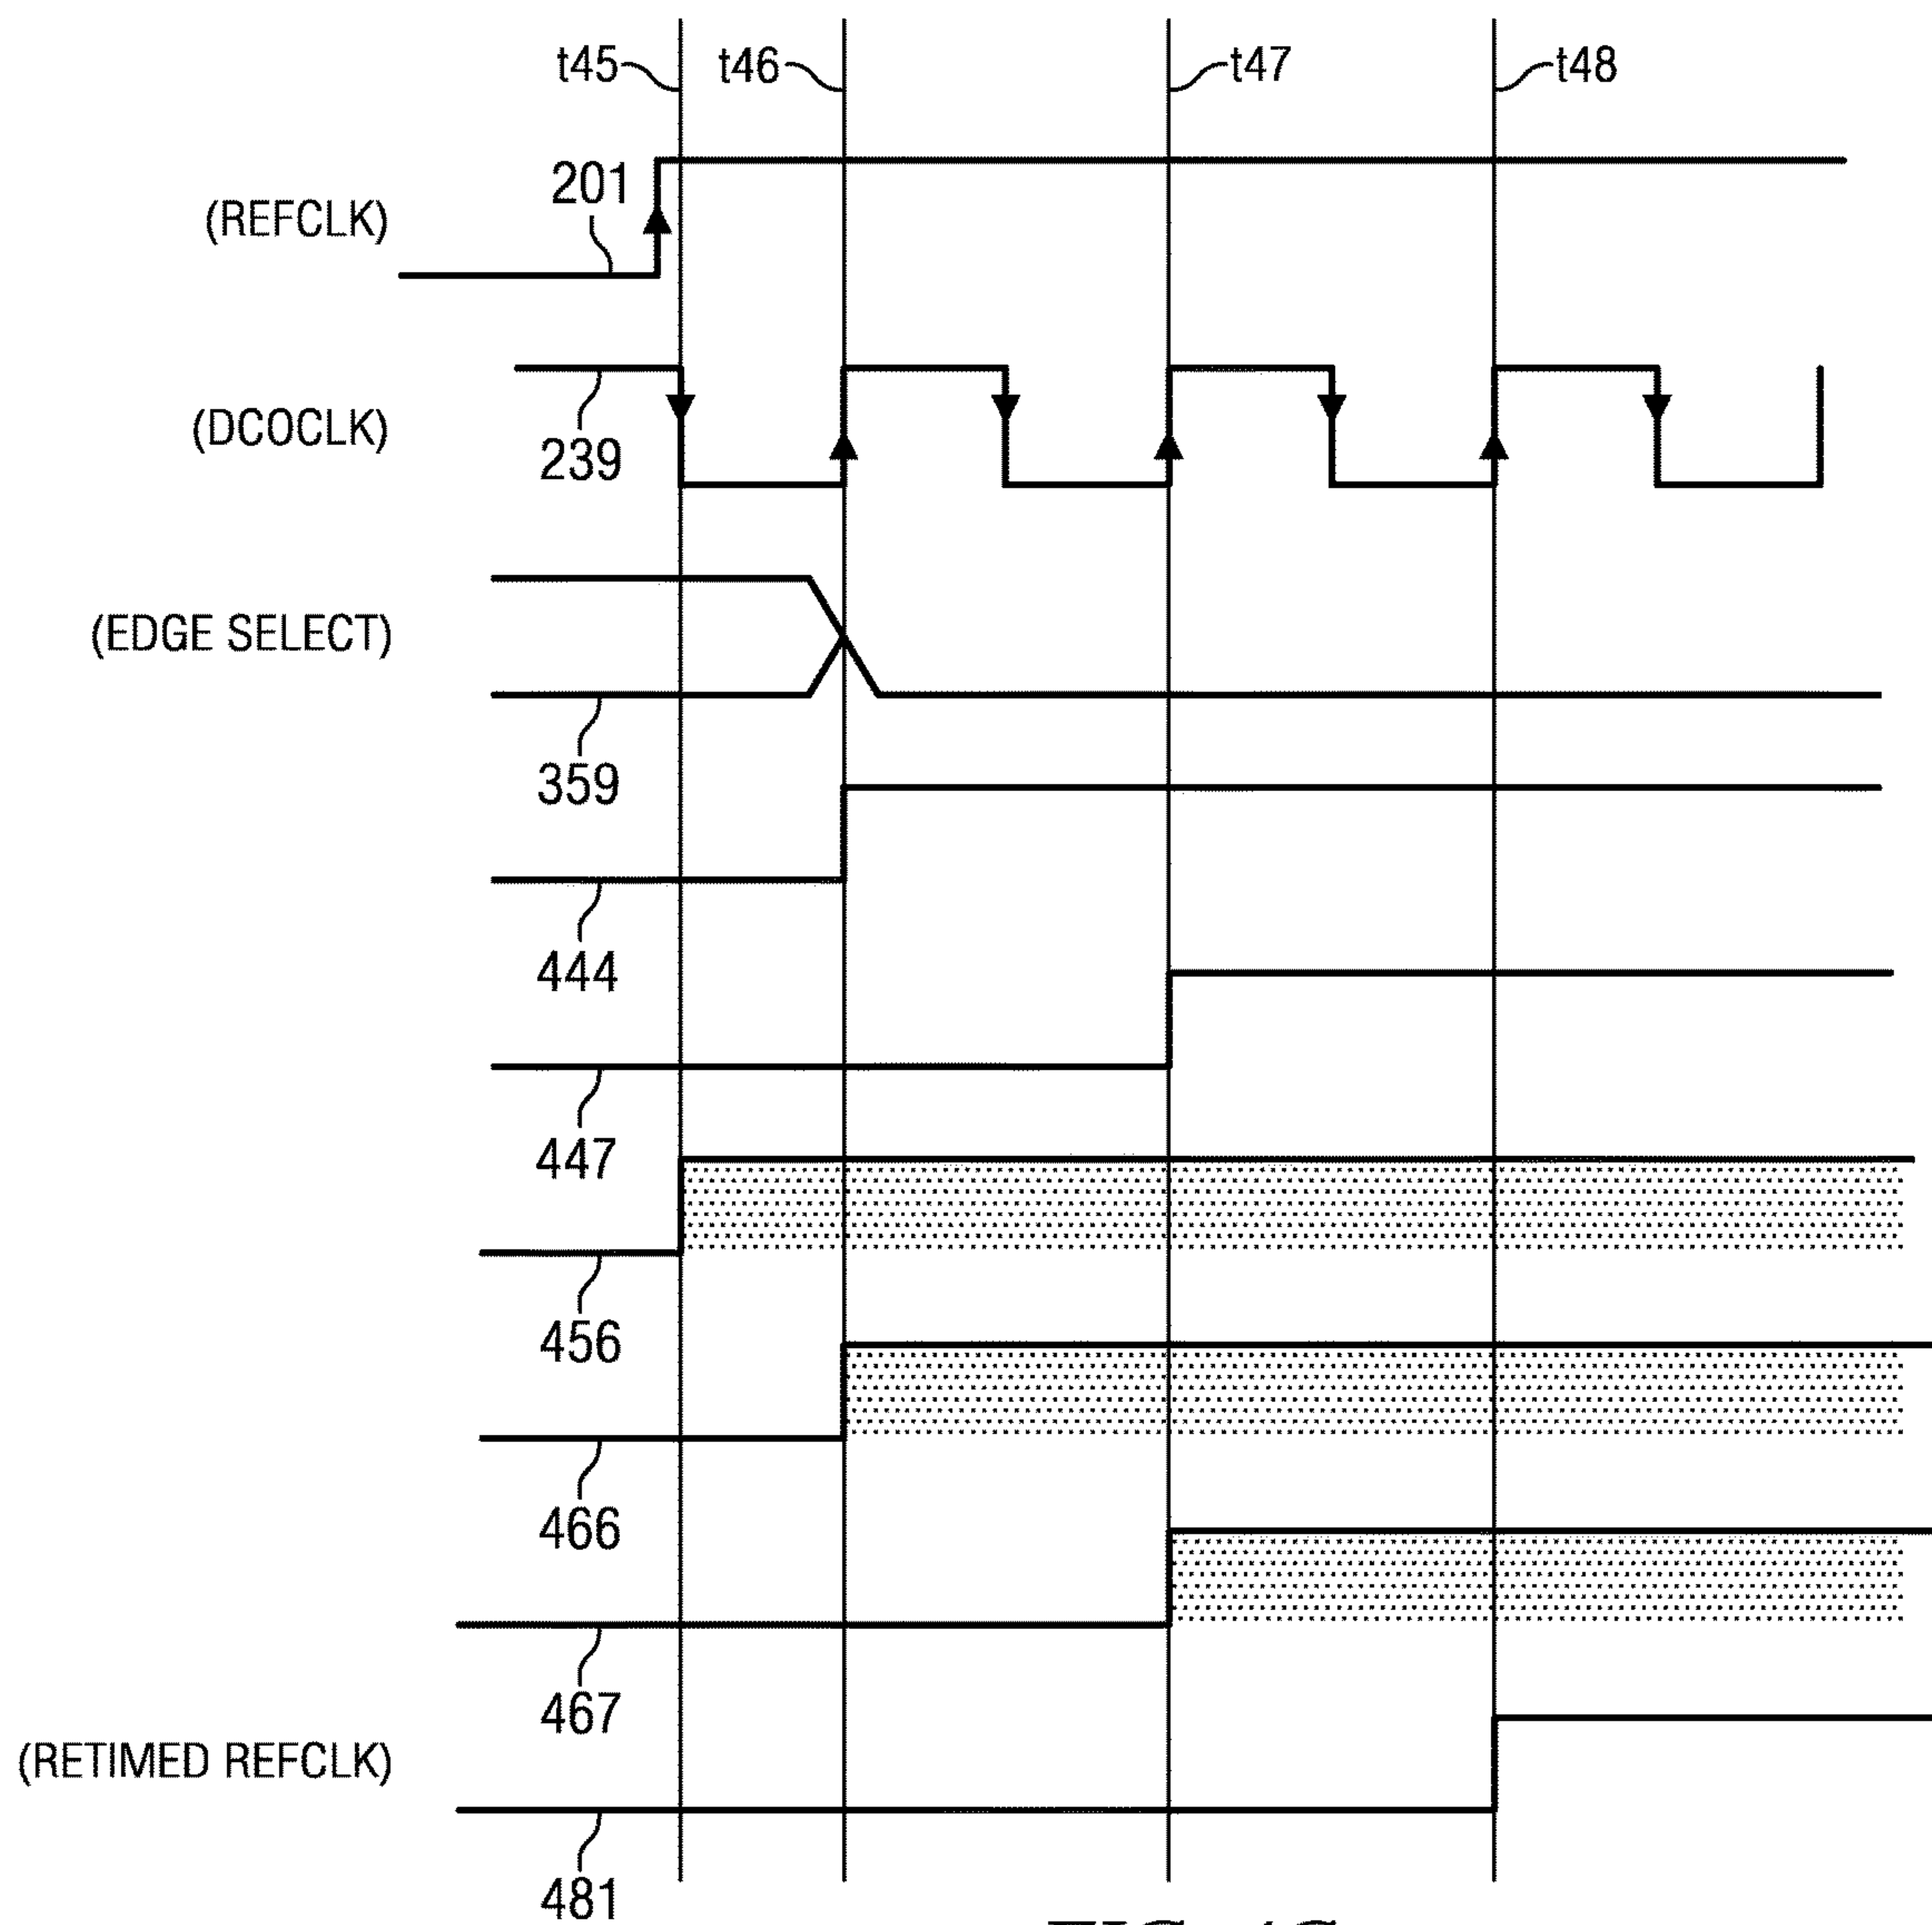 t45 t46 t47 t48
201
(REFCLK)
(DCOCLK)
239
(EDGE SELECT)
359
444
447
456
466
467
(RETIMED REFCLK)
481